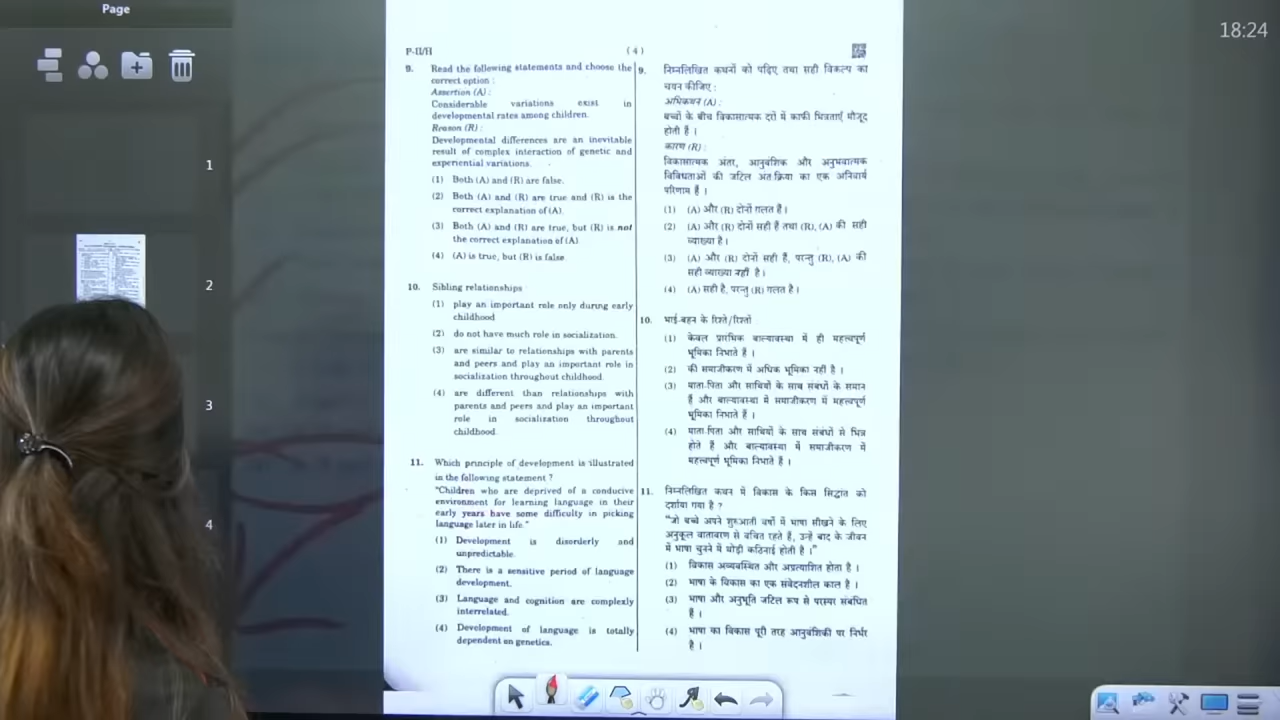 Page
18:24
1
2
3
4
P-II/H
( 4 )
9. Read the following statements and choose the
correct option :
Assertion (A) :
Considerable variations exist in
developmental rates among children.
Reason (R) :
Developmental differences are an inevitable
result of complex interaction of genetic and
experiential variations.
(1) Both (A) and (R) are false.
(2) Both (A) and (R) are true and (R) is the
correct explanation of (A).
(3) Both (A) and (R) are true, but (R) is not
the correct explanation of (A)
(4) (A) is true, but (R) is false
10. Sibling relationships
(1) play an important role only during early
childhood
(2) do not have much role in socialization.
(3) are similar to relationships with parents
and peers and play an important role in
socialization throughout childhood.
(4) are different than relationships with
parents and peers and play an important
role in socialization throughout
childhood.
11. Which principle of development is illustrated
in the following statement ?
"Children who are deprived of a conducive
environment for learning language in their
early years have some difficulty in picking
language later in life."
(1) Development is disorderly and
unpredictable.
(2) There is a sensitive period of language
development.
(3) Language and cognition are complexly
interrelated.
(4) Development of language is totally
dependent on genetics.
9. निम्नलिखित कथनों को पढ़िए तथा सही विकल्प का
चयन कीजिए :
अभिकथन (A) :
बच्चों के बीच विकासात्मक दरों में काफी भिन्नताएँ मौजूद
होती हैं ।
कारण (R) :
विकासात्मक अंतर, आनुवंशिक और अनुभवात्मक
विविधताओं की जटिल अंतःक्रिया का एक अनिवार्य
परिणाम हैं ।
(1) (A) और (R) दोनों गलत हैं ।
(2) (A) और (R) दोनों सही हैं तथा (R), (A) की सही
व्याख्या है ।
(3) (A) और (R) दोनों सही हैं, परन्तु (R), (A) की
सही व्याख्या नहीं है ।
(4) (A) सही है, परन्तु (R) गलत है ।
10. भाई-बहन के रिश्ते/रिश्तों
(1) केवल प्रारंभिक बाल्यावस्था में ही महत्त्वपूर्ण
भूमिका निभाते हैं ।
(2) की समाजीकरण में अधिक भूमिका नहीं है ।
(3) माता-पिता और साथियों के साथ संबंधों के समान
हैं और बाल्यावस्था में समाजीकरण में महत्त्वपूर्ण
भूमिका निभाते हैं ।
(4) माता-पिता और साथियों के साथ संबंधों से भिन्न
होते हैं और बाल्यावस्था में समाजीकरण में
महत्त्वपूर्ण भूमिका निभाते हैं ।
11. निम्नलिखित कथन में विकास के किस सिद्धांत को
दर्शाया गया है ?
"जो बच्चे अपने शुरुआती वर्षों में भाषा सीखने के लिए
अनुकूल वातावरण से वंचित रहते हैं, उन्हें बाद के जीवन
में भाषा चुनने में थोड़ी कठिनाई होती है ।"
(1) विकास अव्यवस्थित और अप्रत्याशित होता है ।
(2) भाषा के विकास का एक संवेदनशील काल है ।
(3) भाषा और अनुभूति जटिल रूप से परस्पर संबंधित
हैं ।
(4) भाषा का विकास पूरी तरह आनुवंशिकी पर निर्भर
है ।